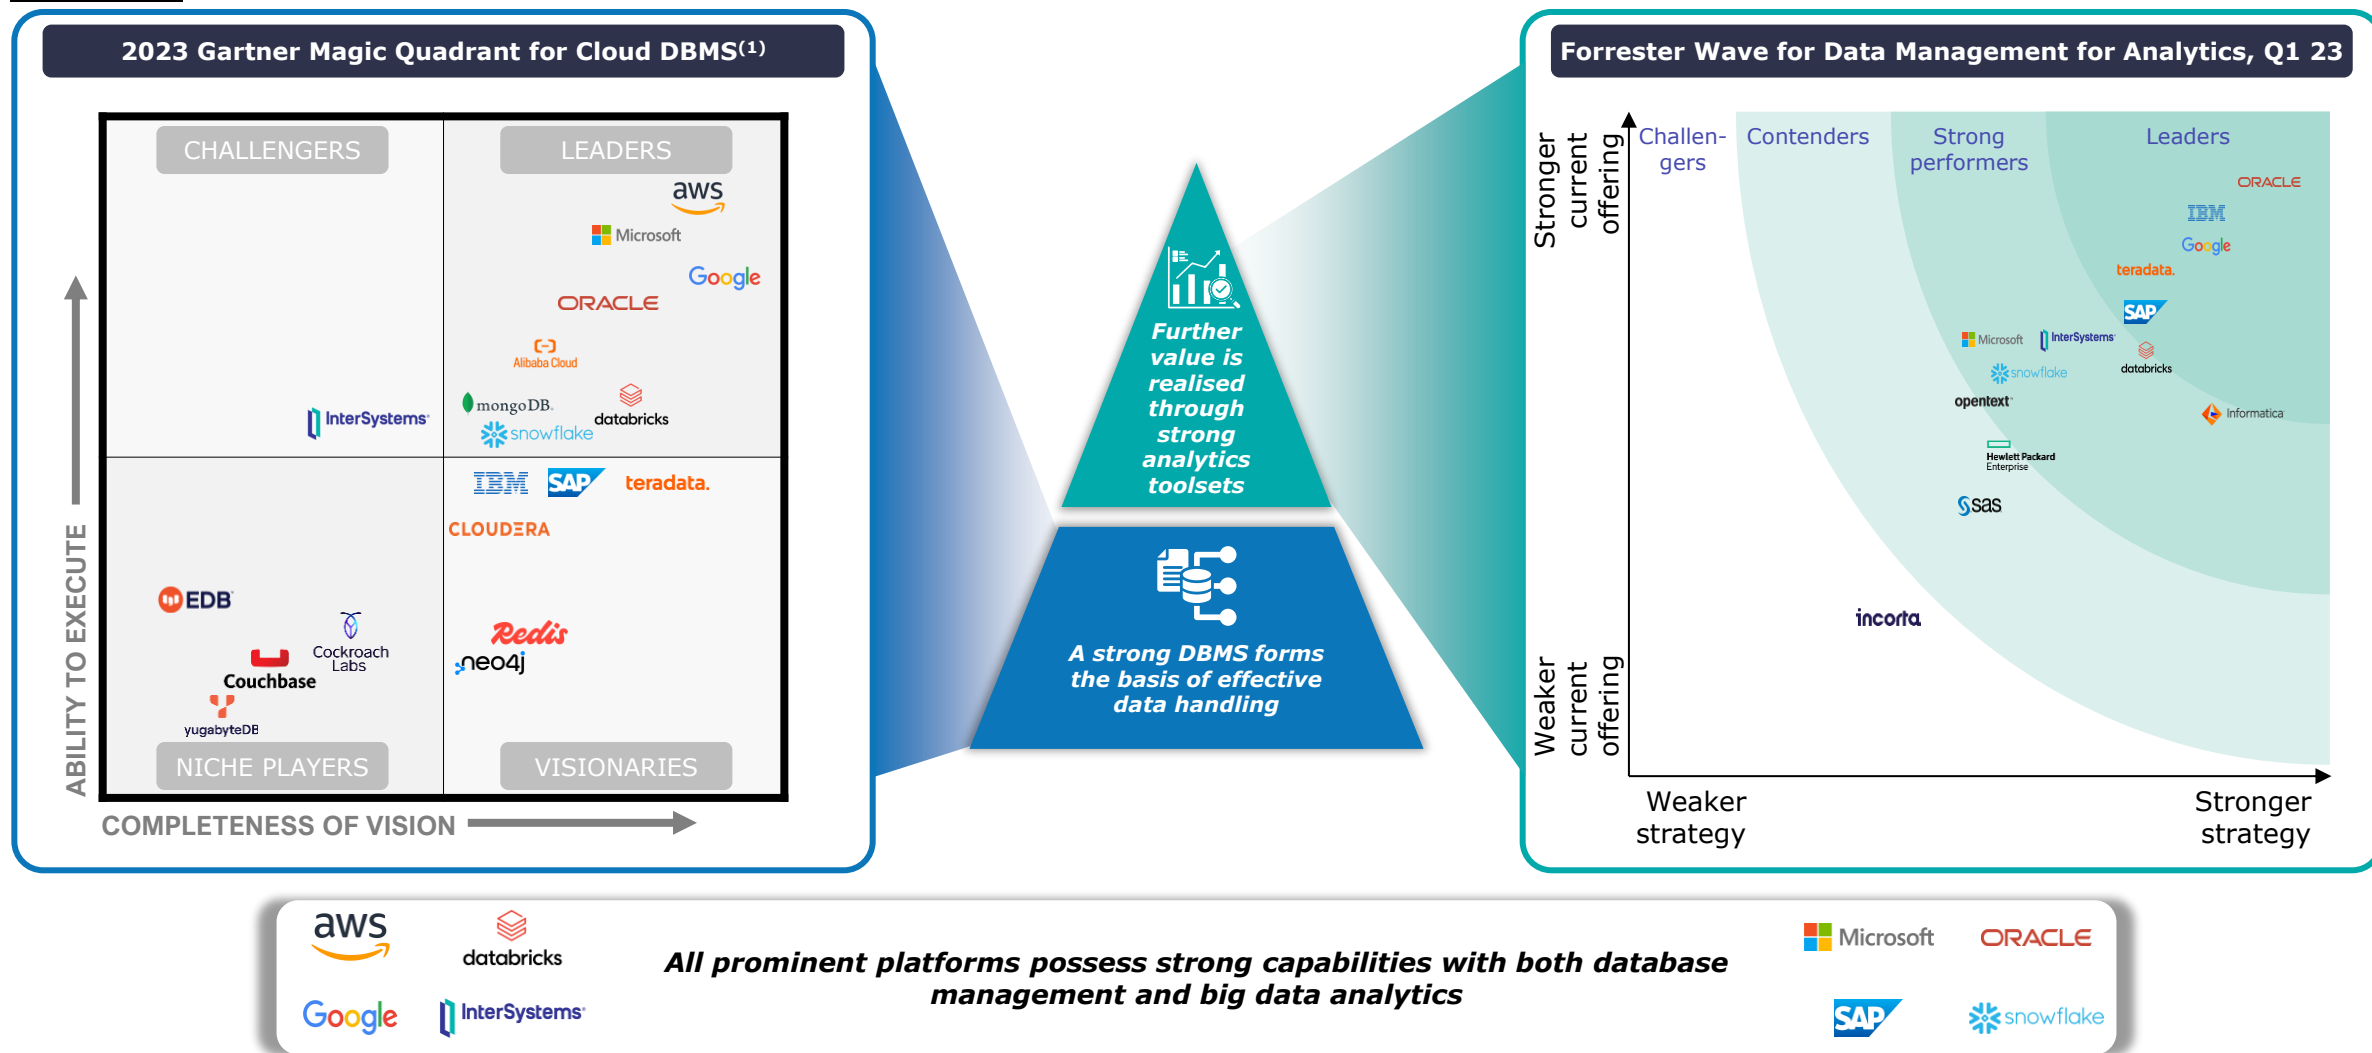 2023 Gartner Magic Quadrant for Cloud DBMS(1)
CHALLENGERS
LEADERS
aws
Microsoft
Google
ORACLE
Alibaba Cloud
mongoDB.
databricks
snowflake
InterSystems
IBM
SAP
teradata.
CLOUDERA
EDB
Cockroach
Labs
Couchbase
yugabyteDB
Redis
neo4j
NICHE PLAYERS
VISIONARIES
ABILITY TO EXECUTE
COMPLETENESS OF VISION
Further
value is
realised
through
strong
analytics
toolsets
A strong DBMS forms
the basis of effective
data handling
Forrester Wave for Data Management for Analytics, Q1 23
Stronger
current
offering
Challen-
gers
Contenders
Strong
performers
Leaders
ORACLE
IBM
Google
teradata.
SAP
Microsoft
InterSystems
databricks
snowflake
opentext
Informatica
Hewlett Packard
Enterprise
sas
incorta
Weaker
current
offering
Weaker
strategy
Stronger
strategy
aws
databricks
Google
InterSystems
All prominent platforms possess strong capabilities with both database
management and big data analytics
Microsoft
ORACLE
SAP
snowflake